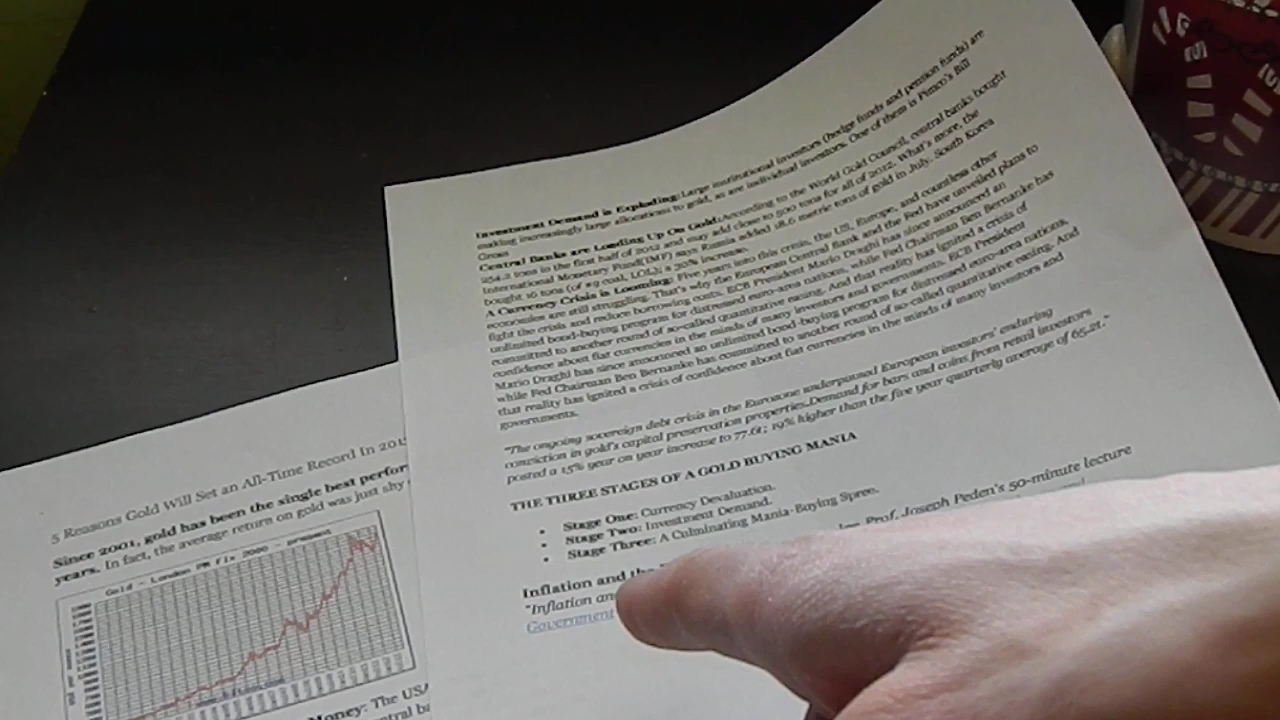 Investment Demand is Exploding: Large institutional investors (hedge funds and pension funds) are
making increasingly large allocations to gold, as are individual investors. One of them is Pimco's Bill
Gross
Central Banks are Loading Up On Gold: According to the World Gold Council, central banks bought
254.2 tons in the first half of 2012 and may add close to 500 tons for all of 2012. What's more, the
International Monetary Fund(IMF) says Russia added 18.6 metric tons of gold in July. South Korea
bought 16 tons (of #9 coal, LOL); a 30% increase.
A Currency Crisis is Looming: Five years into this crisis, the US, Europe, and countless other
economies are still struggling. That's why the European Central Bank and the Fed have unveiled plans to
fight the crisis and reduce borrowing costs. ECB President Mario Draghi has since announced an
unlimited bond-buying program for distressed euro-area nations, while Fed Chairman Ben Bernanke has
committed to another round of so-called quantitative easing. And that reality has ignited a crisis of
confidence about fiat currencies in the minds of many investors and governments. ECB President
Mario Draghi has since announced an unlimited bond-buying program for distressed euro-area nations,
while Fed Chairman Ben Bernanke has committed to another round of so-called quantitative easing. And
that reality has ignited a crisis of confidence about fiat currencies in the minds of many investors and
governments.
"The ongoing sovereign debt crisis in the Eurozone underpinned European investors' enduring
conviction in gold's capital preservation properties.Demand for bars and coins from retail investors
posted a 15% year on year increase to 77.6t; 19% higher than the five year quarterly average of 65.2t."
THE THREE STAGES OF A GOLD BUYING MANIA
• Stage One: Currency Devaluation.
• Stage Two: Investment Demand.
• Stage Three: A Culminating Mania-Buying Spree.
Inflation and the
Prof. Joseph Peden's 50-minute lecture
"Inflation an
Government
5 Reasons Gold Will Set an All-Time Record In 201
Since 2001, gold has been the single best perfor
years. In fact, the average return on gold was just shy
Gold - London PM Fix 2000 - present
Money: The USA
ntral ba